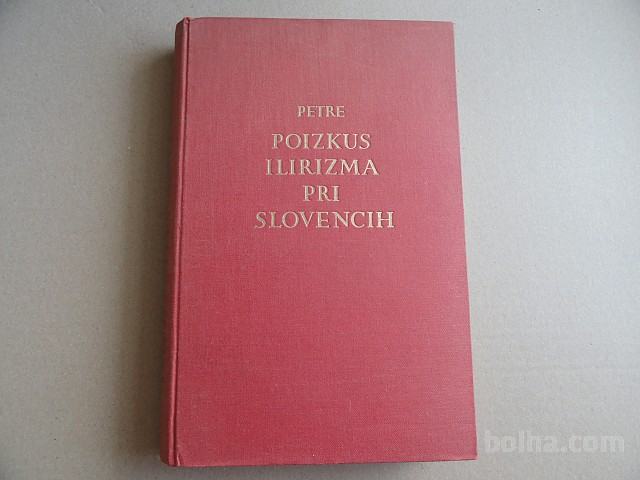 PETRE
POIZKUS
ILIRIZMA
PRI
SLOVENCIH
bolha.com